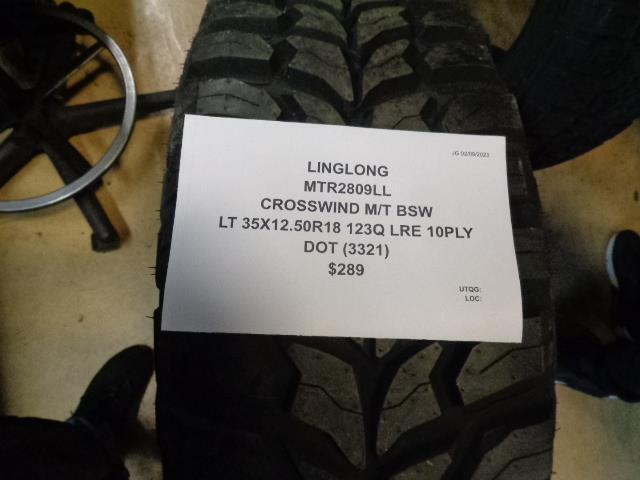 JG 02/09/2023
LINGLONG
MTR2809LL
CROSSWIND M/T BSW
LT 35X12.50R18 123Q LRE 10PLY
DOT (3321)
$289
UTQG:
LOC: